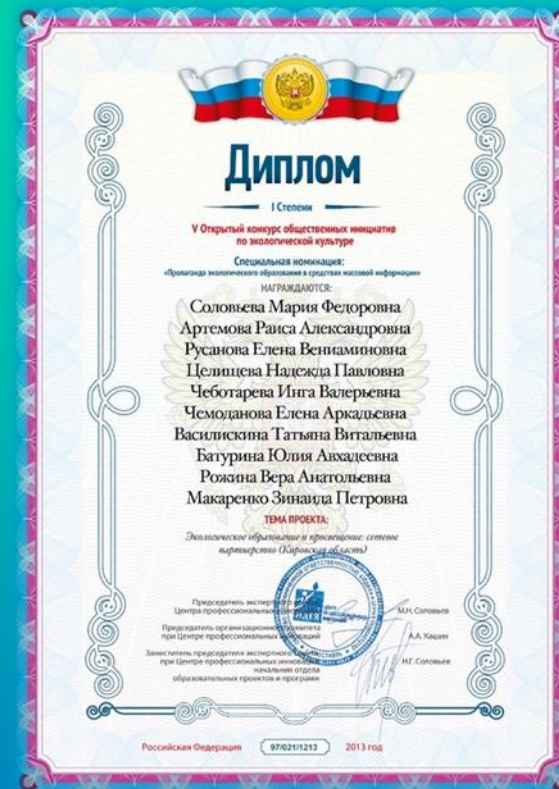 Диплом
I Степени
V Открытый конкурс общественных инициатив
по экологической культуре
Специальная номинация:
«Пропаганда экологического образования в средствах массовой информации»
НАГРАЖДАЮТСЯ:
Соловьева Мария Федоровна
Артемова Раиса Александровна
Русанова Елена Вениаминовна
Целищева Надежда Павловна
Чеботарева Инга Валерьевна
Чемоданова Елена Аркадьевна
Василискина Татьяна Витальевна
Батурина Юлия Авхадеевна
Рожина Вера Анатольевна
Макаренко Зинаида Петровна
ТЕМА ПРОЕКТА:
Экологическое образование и просвещение: сетевое
партнерство (Кировская область)
Председатель экспертного
Центра профессиональных
М.Н. Соловьев
Председатель организационного комитета
при Центре профессиональных инноваций
А.А. Кашин
Заместитель председателя экспертного совета
при Центре профессиональных инноваций
начальник отдела
образовательных проектов и программ
Н.Г. Соловьев
ИДЕЯ
Российская Федерация
97/021/1213
2013 год